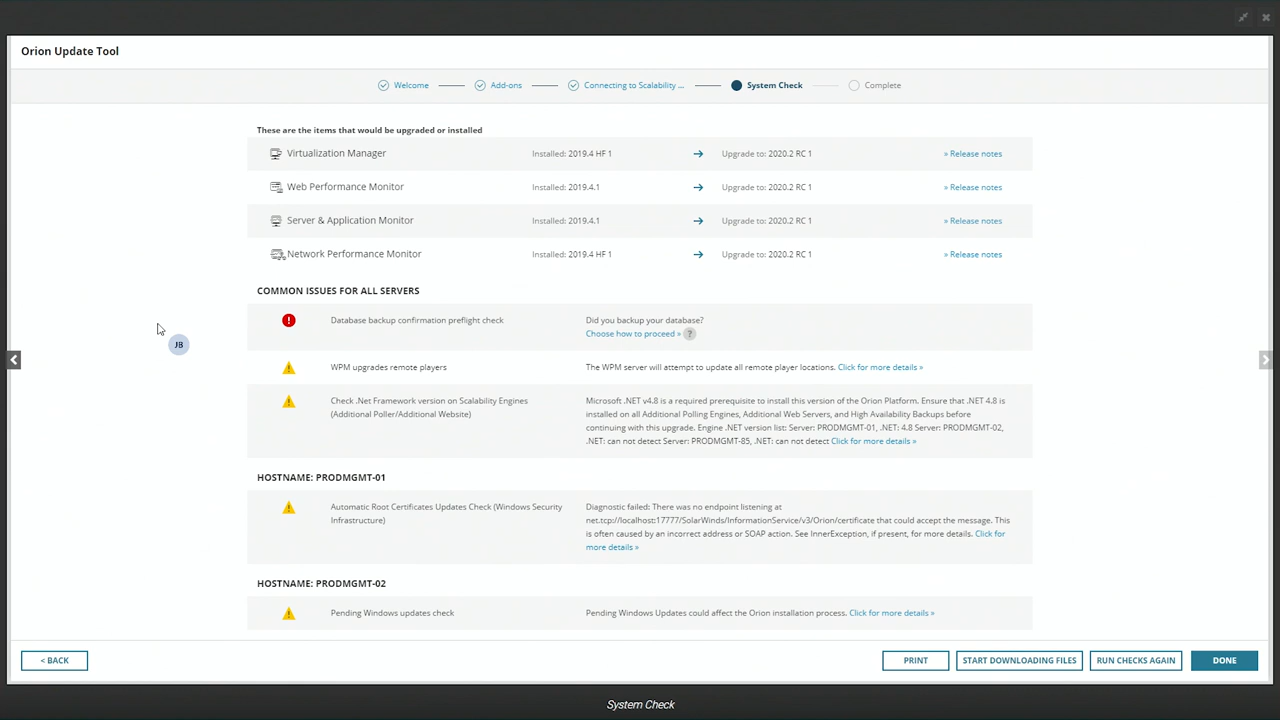 Orion Update Tool
Welcome
Add-ons
Connecting to Scalability ...
System Check
Complete
These are the items that would be upgraded or installed
Virtualization Manager Installed: 2019.4 HF 1 Upgrade to: 2020.2 RC 1 » Release notes
Web Performance Monitor Installed: 2019.4.1 Upgrade to: 2020.2 RC 1 » Release notes
Server & Application Monitor Installed: 2019.4.1 Upgrade to: 2020.2 RC 1 » Release notes
Network Performance Monitor Installed: 2019.4 HF 1 Upgrade to: 2020.2 RC 1 » Release notes
COMMON ISSUES FOR ALL SERVERS
Database backup confirmation preflight check
Did you backup your database?
Choose how to proceed » ?
JB
WPM upgrades remote players
The WPM server will attempt to update all remote player locations. Click for more details »
Check .Net Framework version on Scalability Engines
(Additional Poller/Additional Website)
Microsoft .NET v4.8 is a required prerequisite to install this version of the Orion Platform. Ensure that .NET 4.8 is
installed on all Additional Polling Engines, Additional Web Servers, and High Availability Backups before
continuing with this upgrade. Engine .NET version list: Server: PRODMGMT-01, .NET: 4.8 Server: PRODMGMT-02,
.NET: can not detect Server: PRODMGMT-85, .NET: can not detect Click for more details »
HOSTNAME: PRODMGMT-01
Automatic Root Certificates Updates Check (Windows Security
Infrastructure)
Diagnostic failed: There was no endpoint listening at
net.tcp://localhost:17777/SolarWinds/InformationService/v3/Orion/certificate that could accept the message. This
is often caused by an incorrect address or SOAP action. See InnerException, if present, for more details. Click for
more details »
HOSTNAME: PRODMGMT-02
Pending Windows updates check
Pending Windows Updates could affect the Orion installation process. Click for more details »
< BACK
PRINT
START DOWNLOADING FILES
RUN CHECKS AGAIN
DONE
System Check